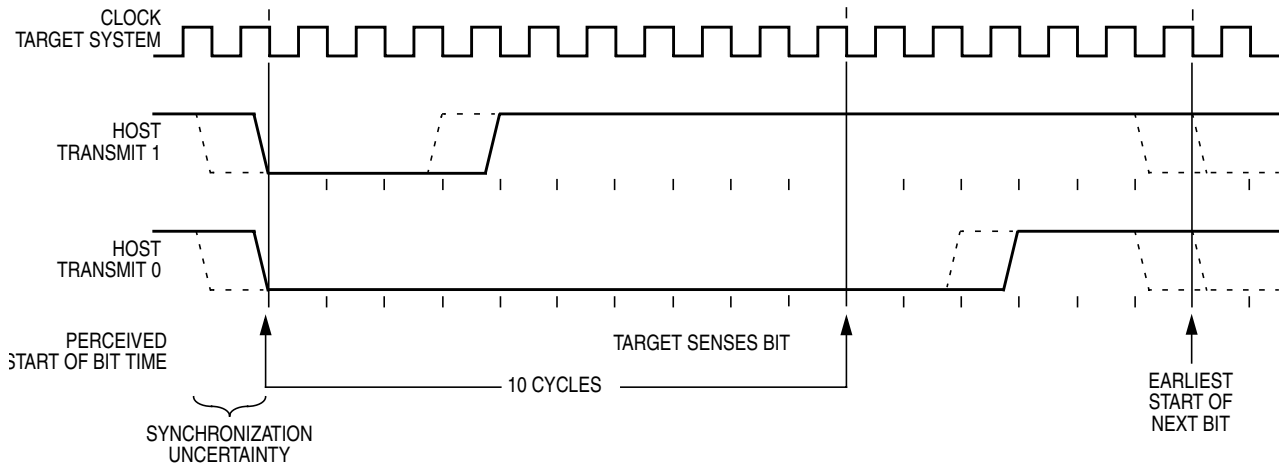 CLOCK
TARGET SYSTEM
HOST
TRANSMIT 1
HOST
TRANSMIT 0
PERCEIVED
START OF BIT TIME
TARGET SENSES BIT
10 CYCLES
SYNCHRONIZATION
UNCERTAINTY
EARLIEST
START OF
NEXT BIT